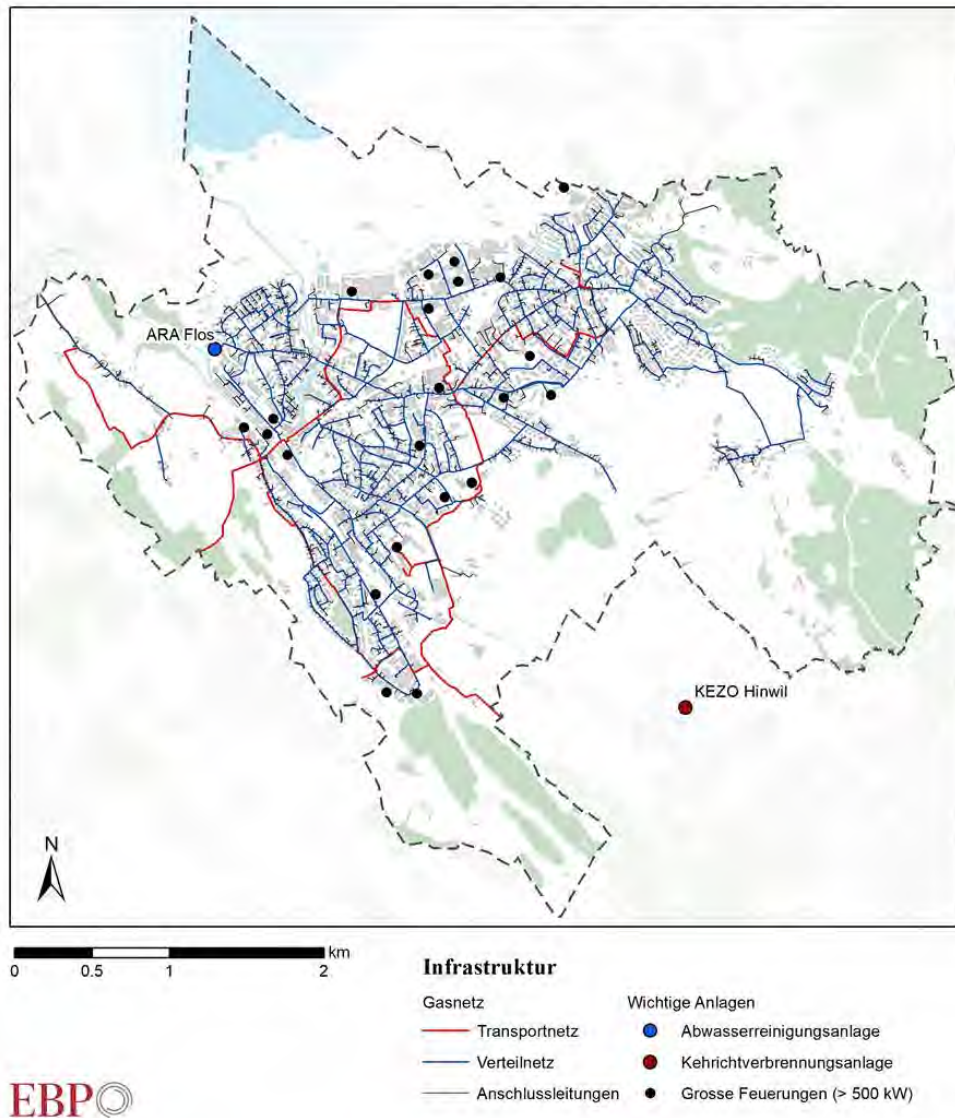 ARA Flos
KEZO Hinwil
N
km
0 0.5 1 2
Infrastruktur
Gasnetz
Transportnetz
Verteilnetz
Anschlussleitungen
Wichtige Anlagen
Abwasserreinigungsanlage
Kehrichtverbrennungsanlage
Grosse Feuerungen (> 500 kW)
EBP